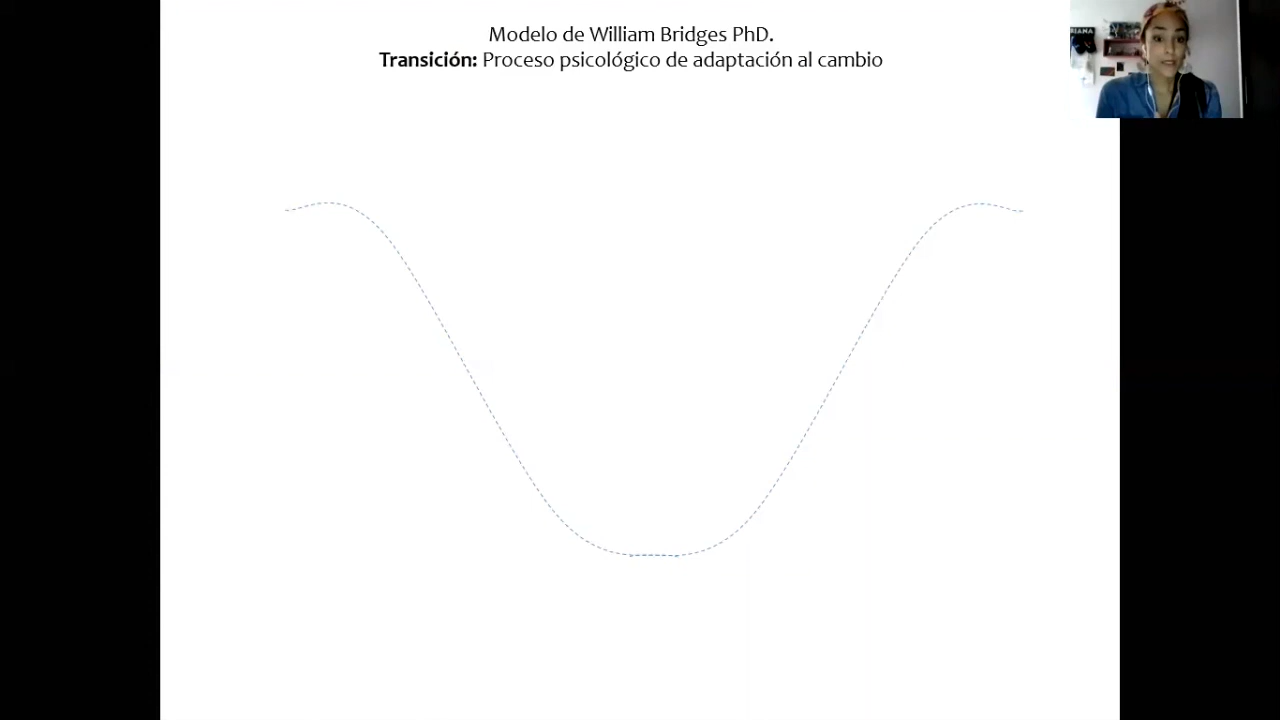 Modelo de William Bridges PhD.
Transición: Proceso psicológico de adaptación al cambio